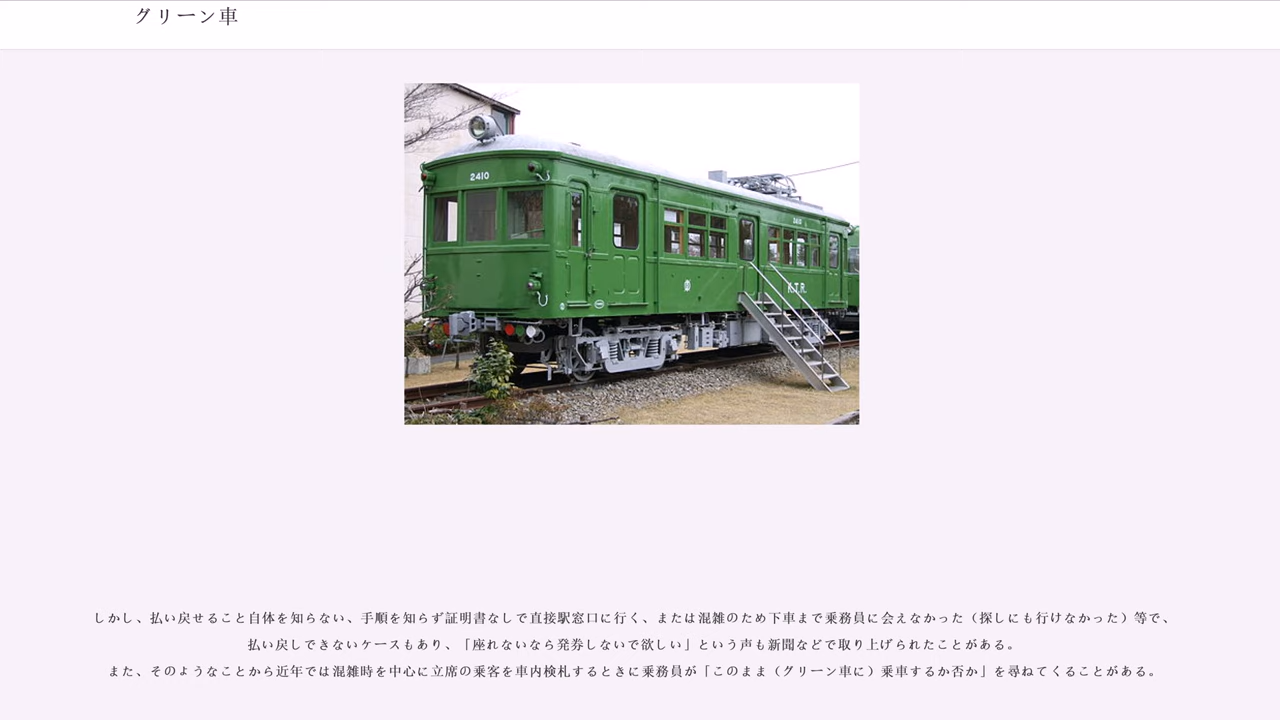 グリーン車
2410
2410
K.T.R.
しかし、払い戻せること自体を知らない、手順を知らず証明書なしで直接駅窓口に行く、または混雑のため下車まで乗務員に会えなかった（探しにも行けなかった）等で、
払い戻しできないケースもあり、「座れないなら発券しないで欲しい」という声も新聞などで取り上げられたことがある。
また、そのようなことから近年では混雑時を中心に立席の乗客を車内検札するときに乗務員が「このまま（グリーン車に）乗車するか否か」を尋ねてくることがある。